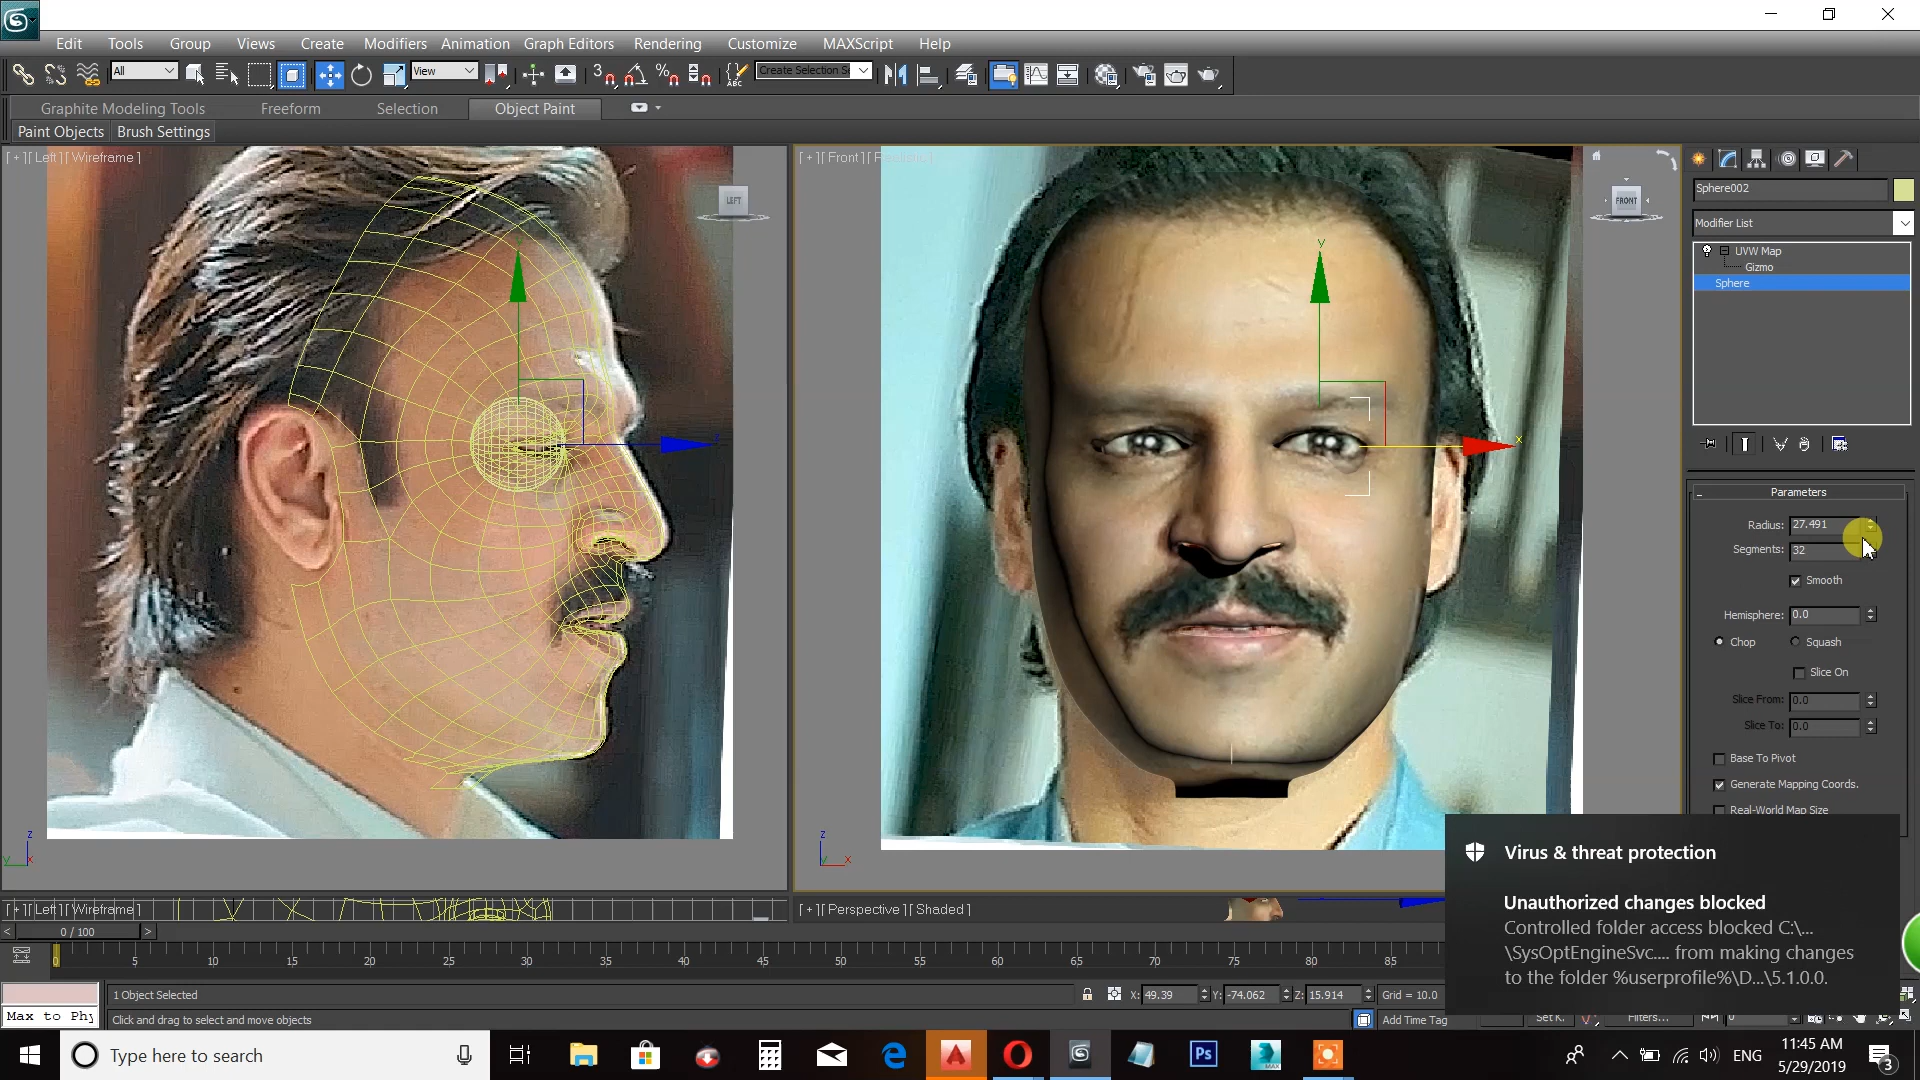 Edit Tools Group Views Create Modifiers Animation Graph Editors Rendering Customize MAXScript Help
All View Create Selection Se
Graphite Modeling Tools Freeform Selection Object Paint
Paint Objects Brush Settings
[ + ][ Left ][ Wireframe ]
LEFT
[ + ][ Front ][
FRONT
Sphere002
Modifier List
UVW Map
Gizmo
Sphere
Parameters
Radius: 27.491
Segments: 32
Smooth
Hemisphere: 0.0
Chop Squash
Slice On
Slice From: 0.0
Slice To: 0.0
Base To Pivot
Generate Mapping Coords.
Real-World Map Size
Virus & threat protection
Unauthorized changes blocked
Controlled folder access blocked C:\...
\SysOptEngineSvc.... from making changes
to the folder %userprofile%\D...\5.1.0.0.
[ + ][ Left ][ Wireframe ]
[ + ][ Perspective ][ Shaded ]
< 0 / 100 >
0 5 10 15 20 25 30 35 40 45 50 55 60 65 70 75 80 85
1 Object Selected
X: 49.39 Y: -74.062 Z: 15.914 Grid = 10.0
Max to Phy
Click and drag to select and move objects
Add Time Tag
Set K. Filters... 0
Type here to search
Ps
MAX
ENG
11:45 AM
5/29/2019
3